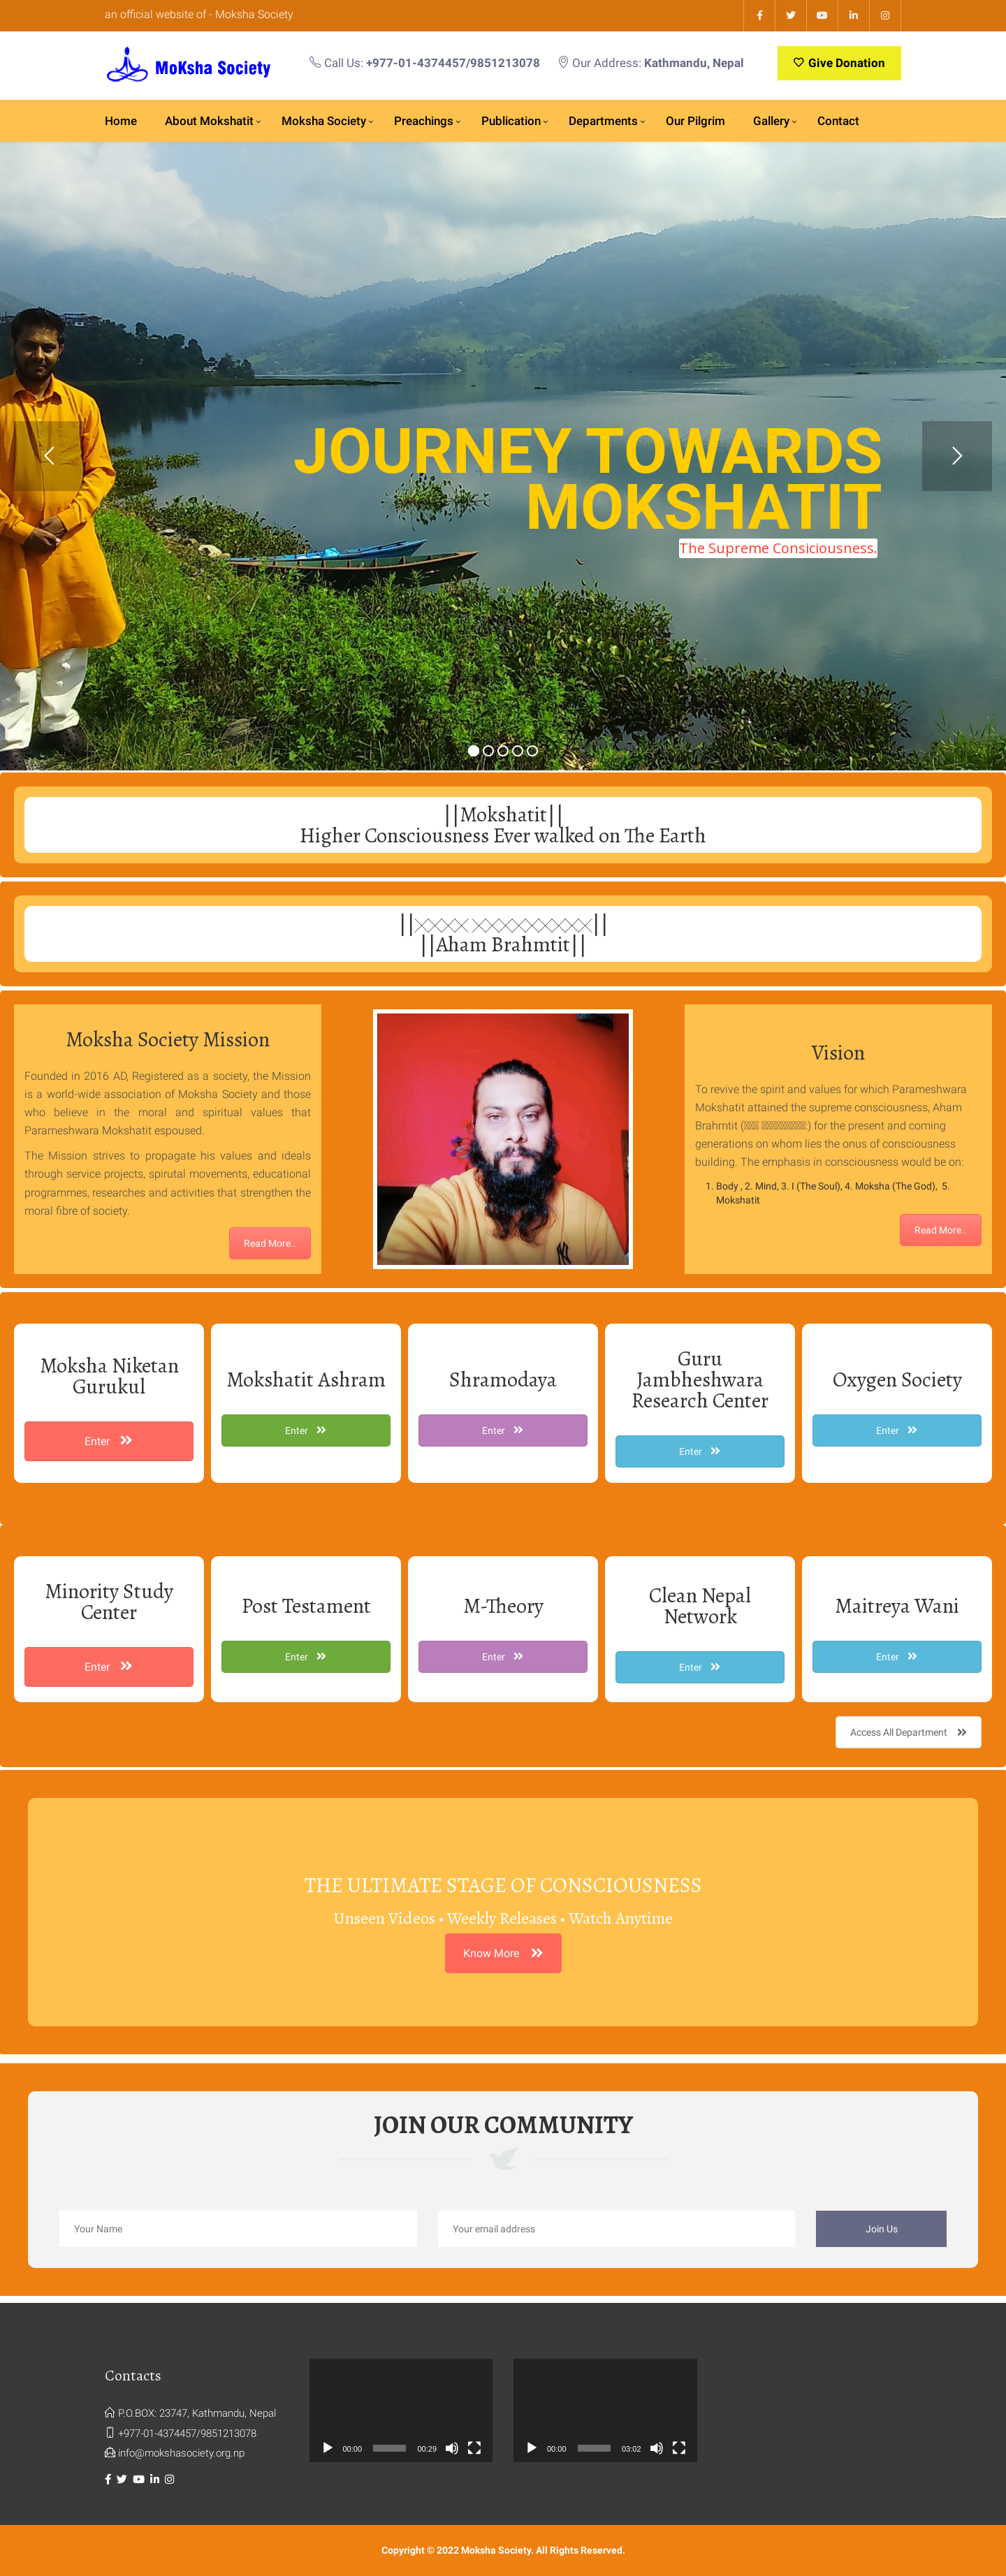 an official website of - Moksha Society.
MoKsha Society
Call Us: +977-01-4374457/9851213078
Our Address: Kathmandu, Nepal
Give Donation
Home
About Mokshatit
Moksha Society
Preachings
Publication
Departments
Our Pilgrim
Gallery
Contact
JOURNEY TOWARDS
MOKSHATIT
The Supreme Consiciousness.
||Mokshatit||
Higher Consciousness Ever walked on The Earth
||Aham Brahmtit||
Moksha Society Mission
Founded in 2016 AD, Registered as a society, the Mission
is a world-wide association of Moksha Society and those
who believe in the moral and spiritual values that
Parameshwara Mokshatit espoused.
The Mission strives to propagate his values and ideals
through service projects, spirutal movements, educational
programmes, researches and activities that strengthen the
moral fibre of society.
Read More..
Vision
To revive the spirit and values for which Parameshwara
Mokshatit attained the supreme consciousness, Aham
Brahmtit ( :) for the present and coming
generations on whom lies the onus of consciousness
building. The emphasis in consciousness would be on:
1. Body , 2. Mind, 3. I (The Soul), 4. Moksha (The God), 5.
Mokshatit
Read More..
Moksha Niketan
Gurukul
Enter
Mokshatit Ashram
Enter
Shramodaya
Enter
Guru
Jambheshwara
Research Center
Enter
Oxygen Society
Enter
Minority Study
Center
Enter
Post Testament
Enter
M-Theory
Enter
Clean Nepal
Network
Enter
Maitreya Wani
Enter
Access All Department
THE ULTIMATE STAGE OF CONSCIOUSNESS
Unseen Videos • Weekly Releases • Watch Anytime
Know More
JOIN OUR COMMUNITY
Your Name
Your email address
Join Us
Contacts
P.O.BOX: 23747, Kathmandu, Nepal
+977-01-4374457/9851213078
info@mokshasociety.org.np
00:00
00:29
00:00
03:02
Copyright © 2022 Moksha Society. All Rights Reserved.